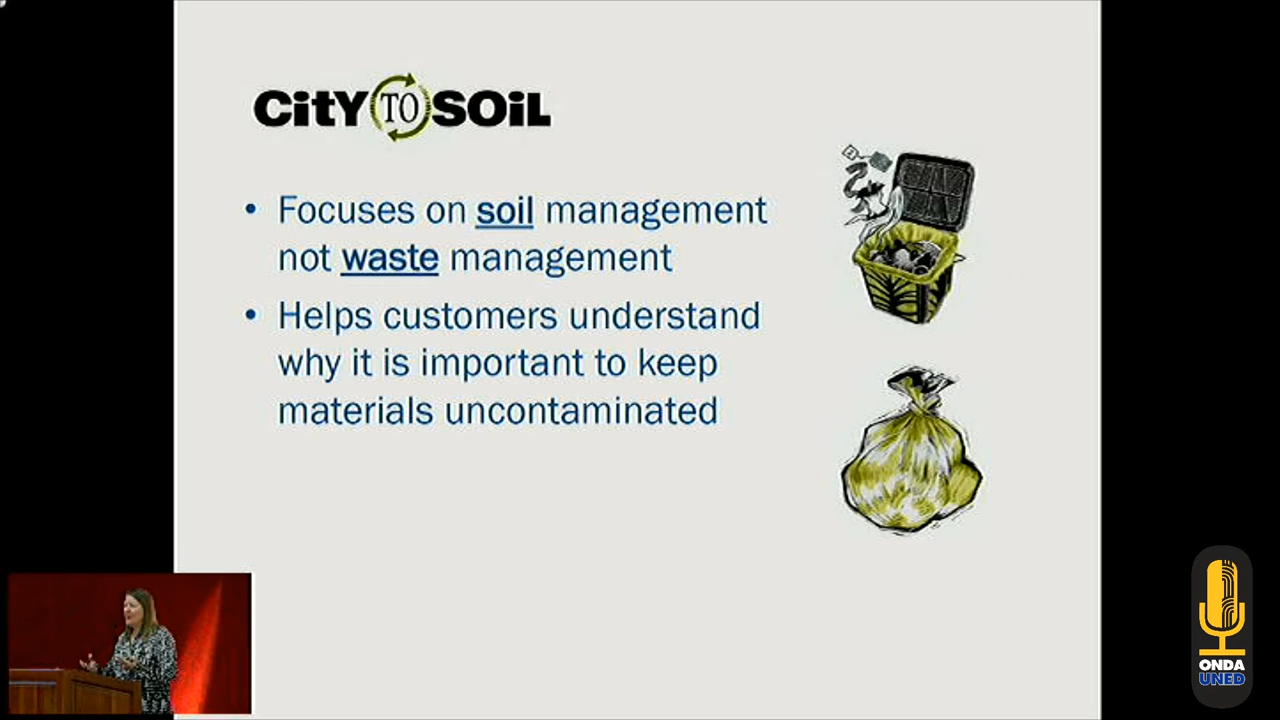 CitY TO SOiL
• Focuses on soil management
not waste management
• Helps customers understand
why it is important to keep
materials uncontaminated
ONDA
UNED